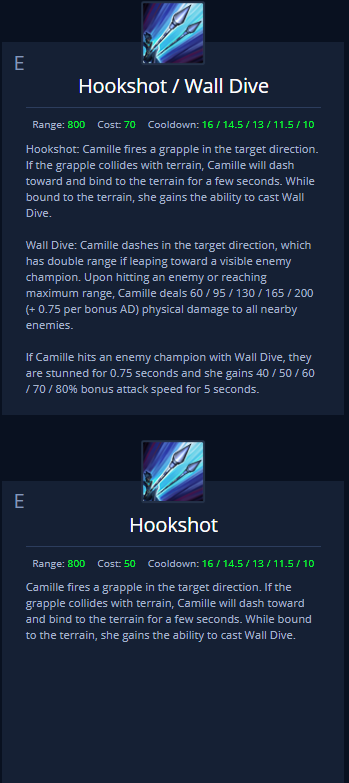 E
Hookshot / Wall Dive
Range: 800 Cost: 70 Cooldown: 16 / 14.5 / 13 / 11.5 / 10
Hookshot: Camille fires a grapple in the target direction.
If the grapple collides with terrain, Camille will dash
toward and bind to the terrain for a few seconds. While
bound to the terrain, she gains the ability to cast Wall
Dive.
Wall Dive: Camille dashes in the target direction, which
has double range if leaping toward a visible enemy
champion. Upon hitting an enemy or reaching
maximum range, Camille deals 60 / 95 / 130 / 165 / 200
(+ 0.75 per bonus AD) physical damage to all nearby
enemies.
If Camille hits an enemy champion with Wall Dive, they
are stunned for 0.75 seconds and she gains 40 / 50 / 60
/ 70 / 80% bonus attack speed for 5 seconds.
E
Hookshot
Range: 800 Cost: 50 Cooldown: 16 / 14.5 / 13 / 11.5 / 10
Camille fires a grapple in the target direction. If the
grapple collides with terrain, Camille will dash toward
and bind to the terrain for a few seconds. While bound
to the terrain, she gains the ability to cast Wall Dive.